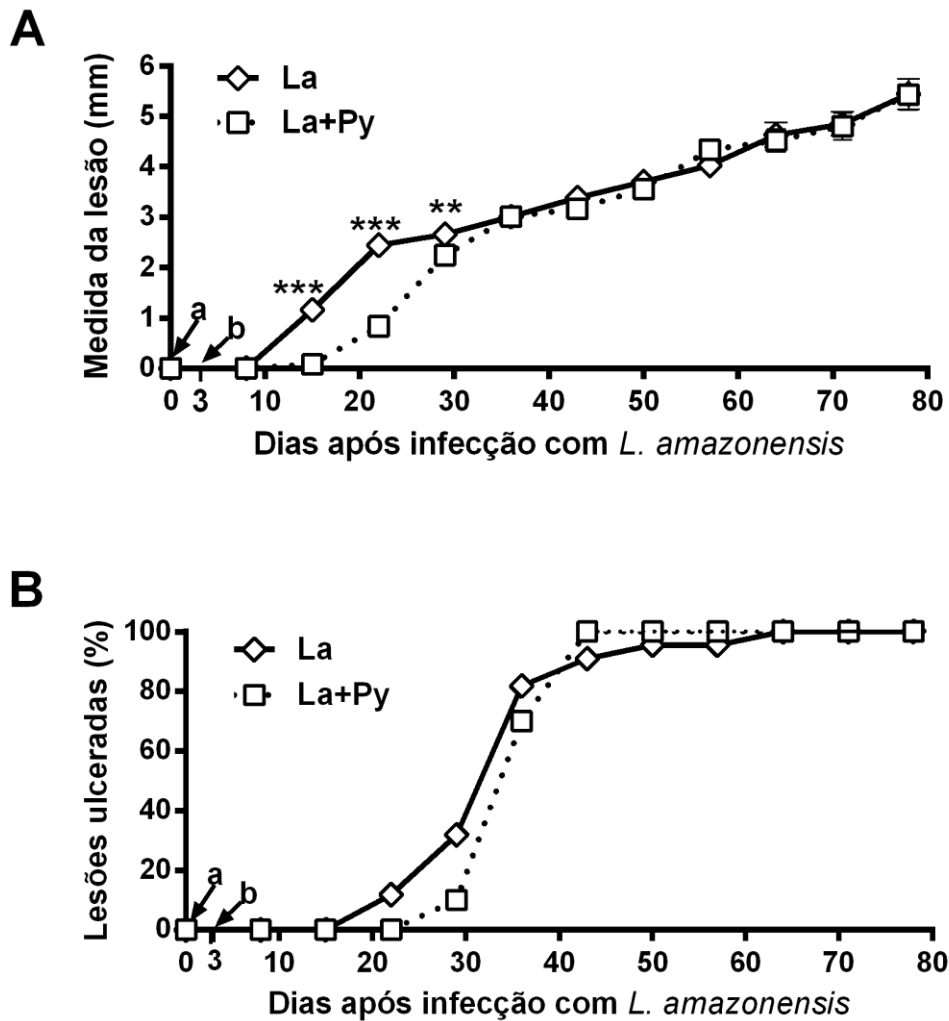 A
Medida da lesão (mm)
6
5
4
3
2
1
0
La
La+Py
***
***
**
a
b
0 3 10 20 30 40 50 60 70 80
Dias após infecção com L. amazonensis
B
Lesões ulceradas (%)
100
80
60
40
20
0
La
La+Py
a
b
0 3 10 20 30 40 50 60 70 80
Dias após infecção com L. amazonensis